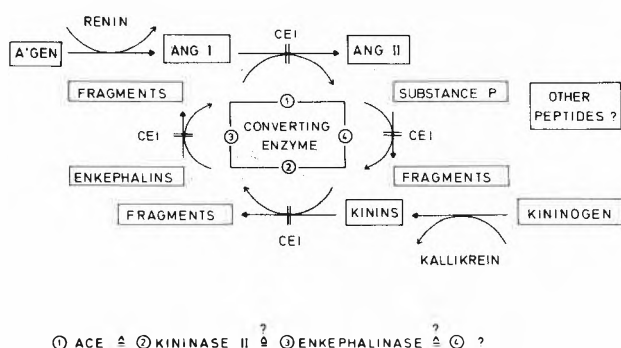 RENIN
CEI
A'GEN
ANG I
ANG II
FRAGMENTS
SUBSTANCE P
OTHER
PEPTIDES ?
①
CEI
③
CONVERTING
ENZYME
④
CEI
②
ENKEPHALINS
FRAGMENTS
FRAGMENTS
KININS
KININOGEN
CEI
KALLIKREIN
? ?
① ACE ≙ ② KININASE II ≙ ③ ENKEPHALINASE ≙ ④ ?